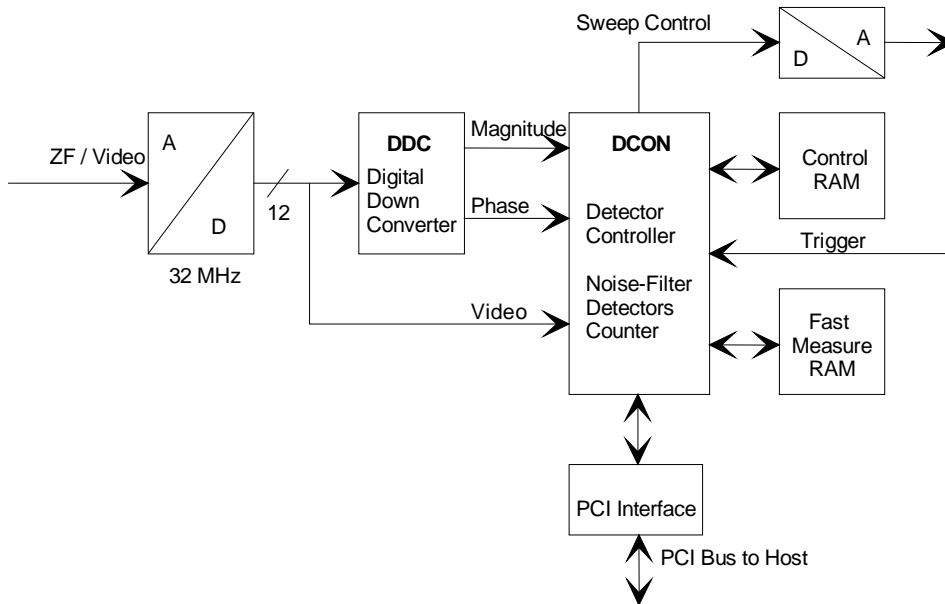 Sweep Control
A
D
ZF / Video
A
D
12
32 MHz
DDC
Digital
Down
Converter
Magnitude
Phase
Video
DCON
Detector
Controller
Noise-Filter
Detectors
Counter
Control
RAM
Trigger
Fast
Measure
RAM
PCI Interface
PCI Bus to Host